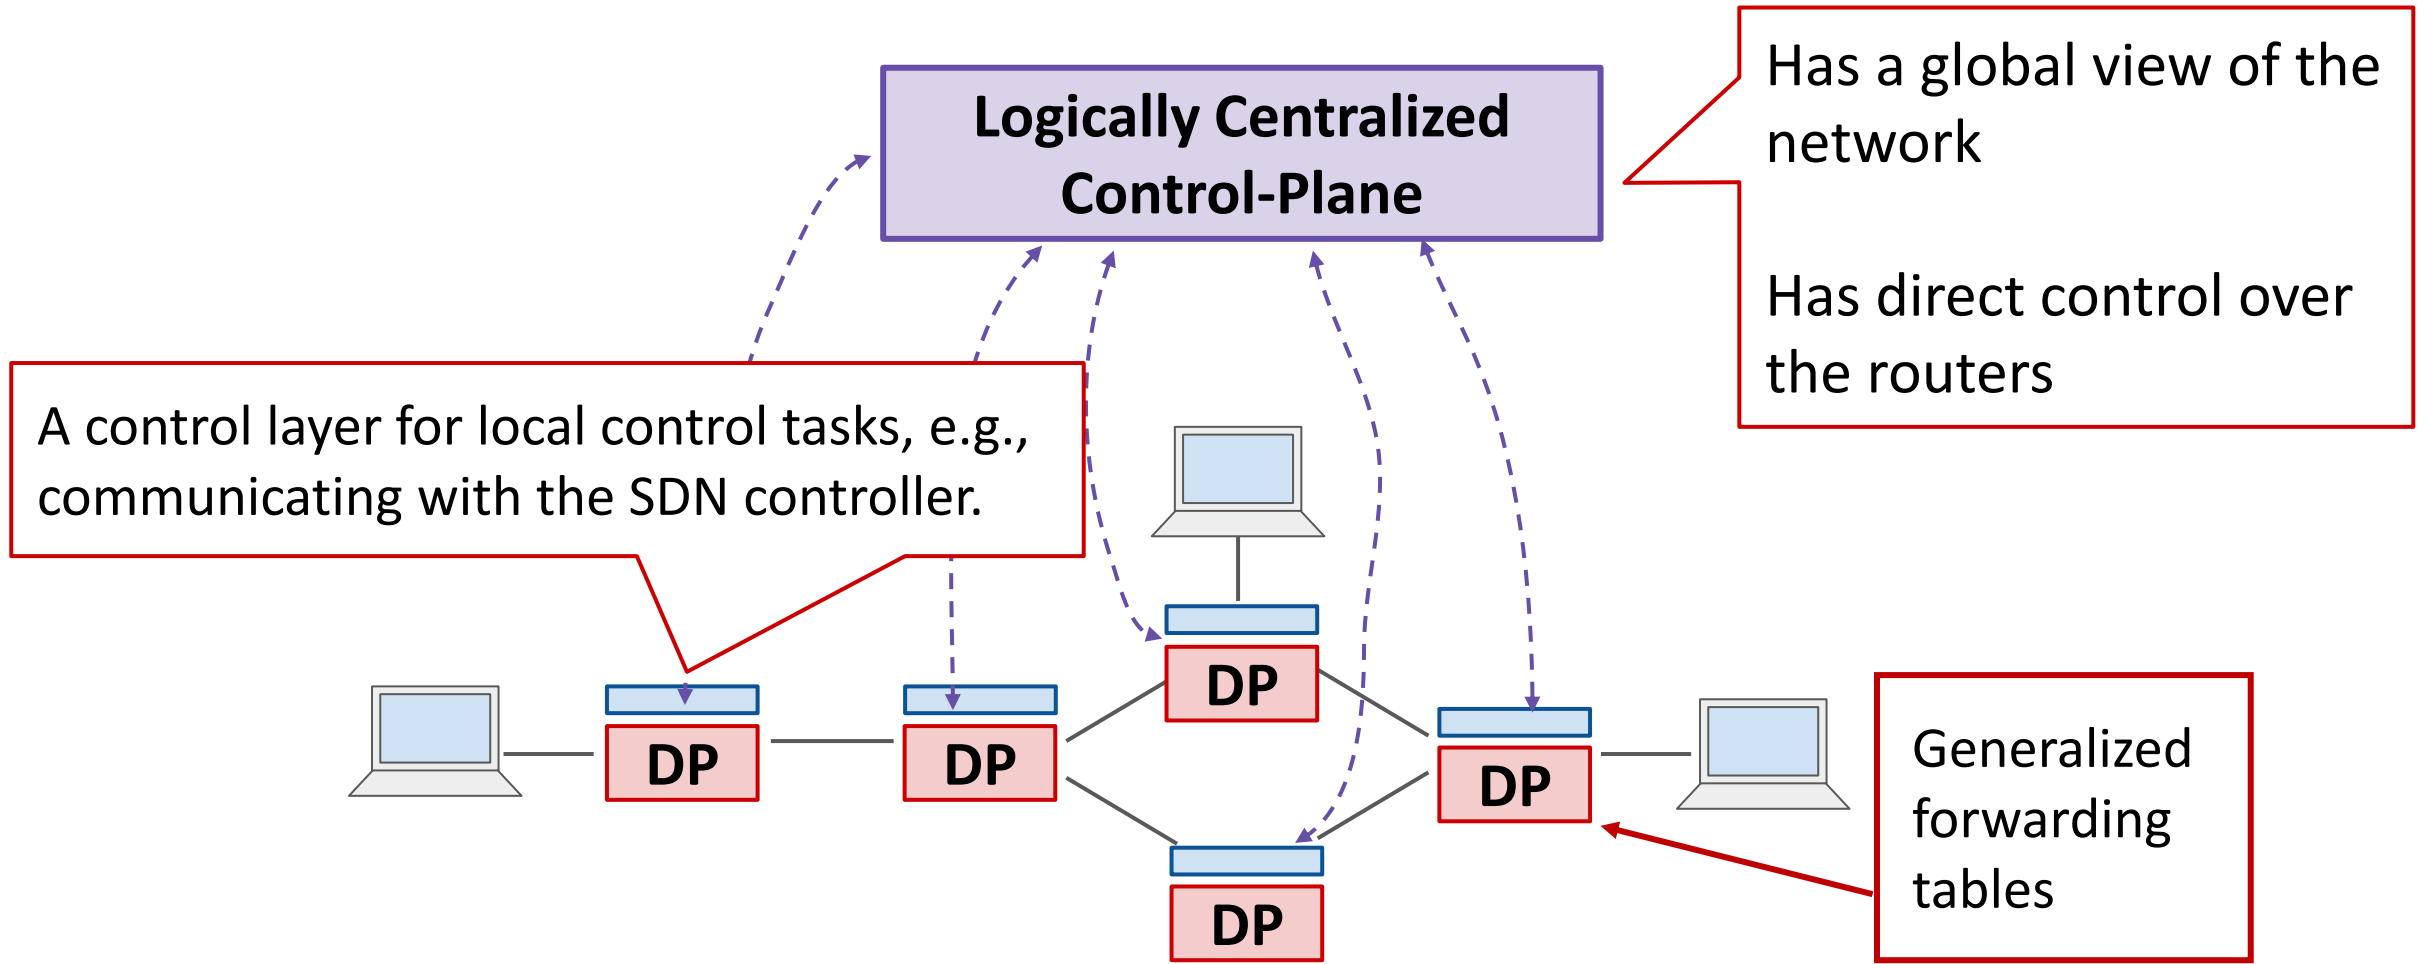 Logically Centralized
Control-Plane
Has a global view of the
network
Has direct control over
the routers
A control layer for local control tasks, e.g.,
communicating with the SDN controller.
DP
DP
DP
DP
DP
Generalized
forwarding
tables